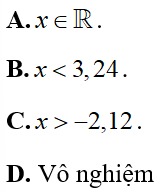 A. x ∈ ℝ.
B. x < 3,24.
C. x > −2,12.
D. Vô nghiệm